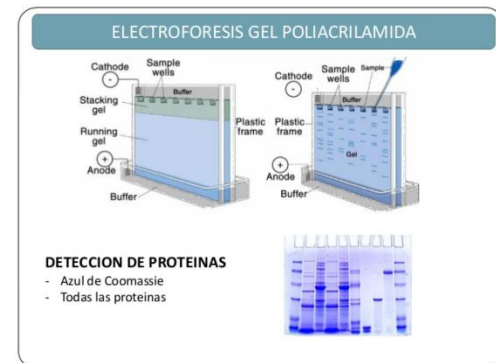 ELECTROFORESIS GEL POLIACRILAMIDA
Cathode
Sample
wells
Buffer
Stacking
gel
Running
gel
Plastic
frame
Anode
Buffer
Cathode
Sample
wells
Sample
Buffer
Plastic
frame
Gel
Anode
Buffer
DETECCION DE PROTEINAS
- Azul de Coomassie
- Todas las proteinas